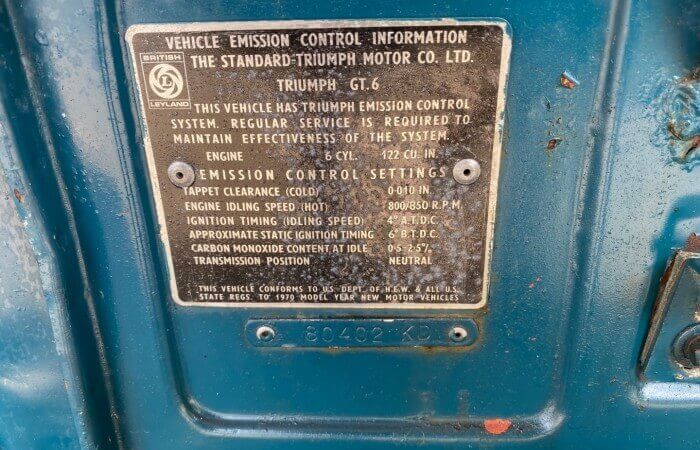 VEHICLE EMISSION CONTROL INFORMATION
BRITISH
LEYLAND
THE STANDARD-TRIUMPH MOTOR CO. LTD.
TRIUMPH GT.6
THIS VEHICLE HAS TRIUMPH EMISSION CONTROL
SYSTEM. REGULAR SERVICE IS REQUIRED TO
MAINTAIN EFFECTIVENESS OF THE SYSTEM.
ENGINE 6 CYL. 122 CU. IN.
EMISSION CONTROL SETTINGS
TAPPET CLEARANCE (COLD) 0·010 IN.
ENGINE IDLING SPEED (HOT) 800/850 R.P.M.
IGNITION TIMING (IDLING SPEED) 4° A.T.D.C.
APPROXIMATE STATIC IGNITION TIMING 6° B.T.D.C.
CARBON MONOXIDE CONTENT AT IDLE 0·5-2·5%
TRANSMISSION POSITION NEUTRAL
THIS VEHICLE CONFORMS TO U.S. DEPT. OF H.E.W. & ALL U.S.
STATE REGS. TO 1970 MODEL YEAR NEW MOTOR VEHICLES
80402 KD